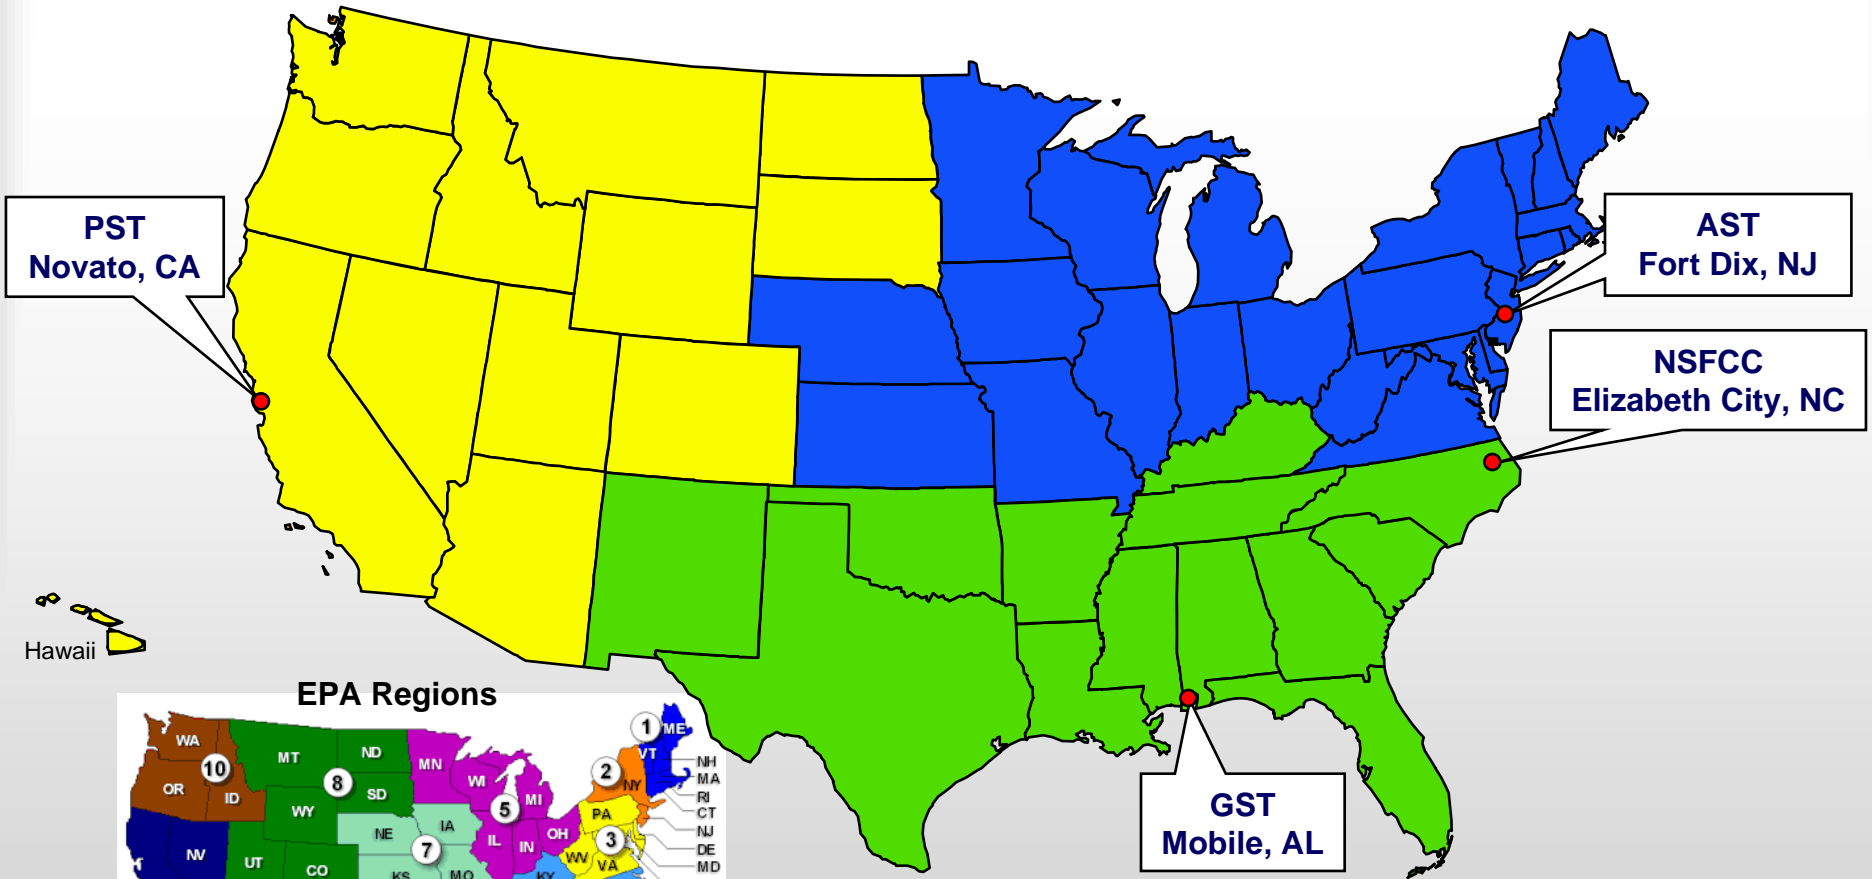 PST
Novato, CA
AST
Fort Dix, NJ
NSFCC
Elizabeth City, NC
GST
Mobile, AL
Hawaii
EPA Regions
1
ME
WA
VT
ND
MT
MN
NH
10
2
MA
8
WI
NY
OR
ID
SD
MI
RI
WY
5
CT
PA
IA
NJ
NE
OH
IL
IN
3
DE
NV
7
WV
VA
MD
UT
CO
KS
MO
KY